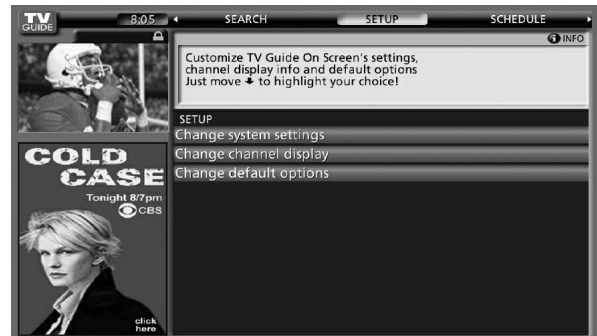 TV
GUIDE
8:05
SEARCH
SETUP
SCHEDULE
INFO
Customize TV Guide On Screen's settings,
channel display info and default options
Just move ⬇ to highlight your choice!
SETUP
Change system settings
Change channel display
Change default options
COLD
CASE
Tonight 8/7pm
CBS
click
here